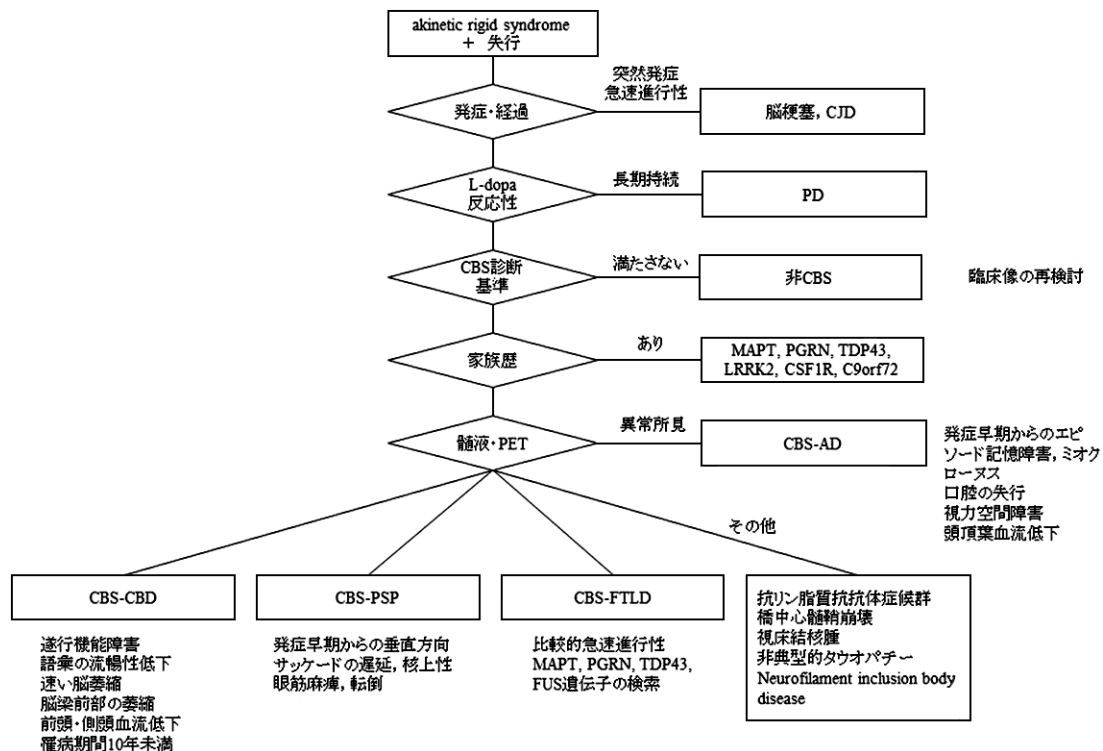 akinetic rigid syndrome
+ 失行
突然発症
急速進行性
発症・経過
脳梗塞, CJD
L-dopa
反応性
長期持続
PD
CBS診断
基準
満たさない
非CBS
臨床像の再検討
家族歴
あり
MAPT, PGRN, TDP43,
LRRK2, CSF1R, C9orf72
髄液・PET
異常所見
CBS-AD
発症早期からのエピ
ソード記憶障害, ミオク
ローヌス
口腔の失行
視力空間障害
頭頂葉血流低下
その他
CBS-CBD
遂行機能障害
語彙の流暢性低下
速い脳萎縮
脳梁前部の萎縮
前頭・側頭血流低下
罹病期間10年未満
CBS-PSP
発症早期からの垂直方向
サッケードの遅延, 核上性
眼筋麻痺, 転倒
CBS-FTLD
比較的急速進行性
MAPT, PGRN, TDP43,
FUS遺伝子の検索
抗リン脂質抗抗体症候群
橋中心髄鞘崩壊
視床結核腫
非典型的タウオパチー
Neurofilament inclusion body
disease